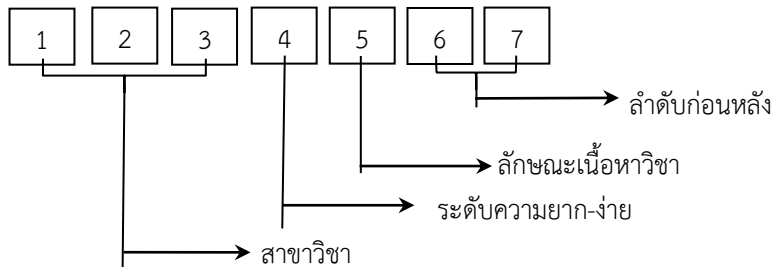 1 2 3 4 5 6 7
ลำดับก่อนหลัง
ลักษณะเนื้อหาวิชา
ระดับความยาก-ง่าย
สาขาวิชา